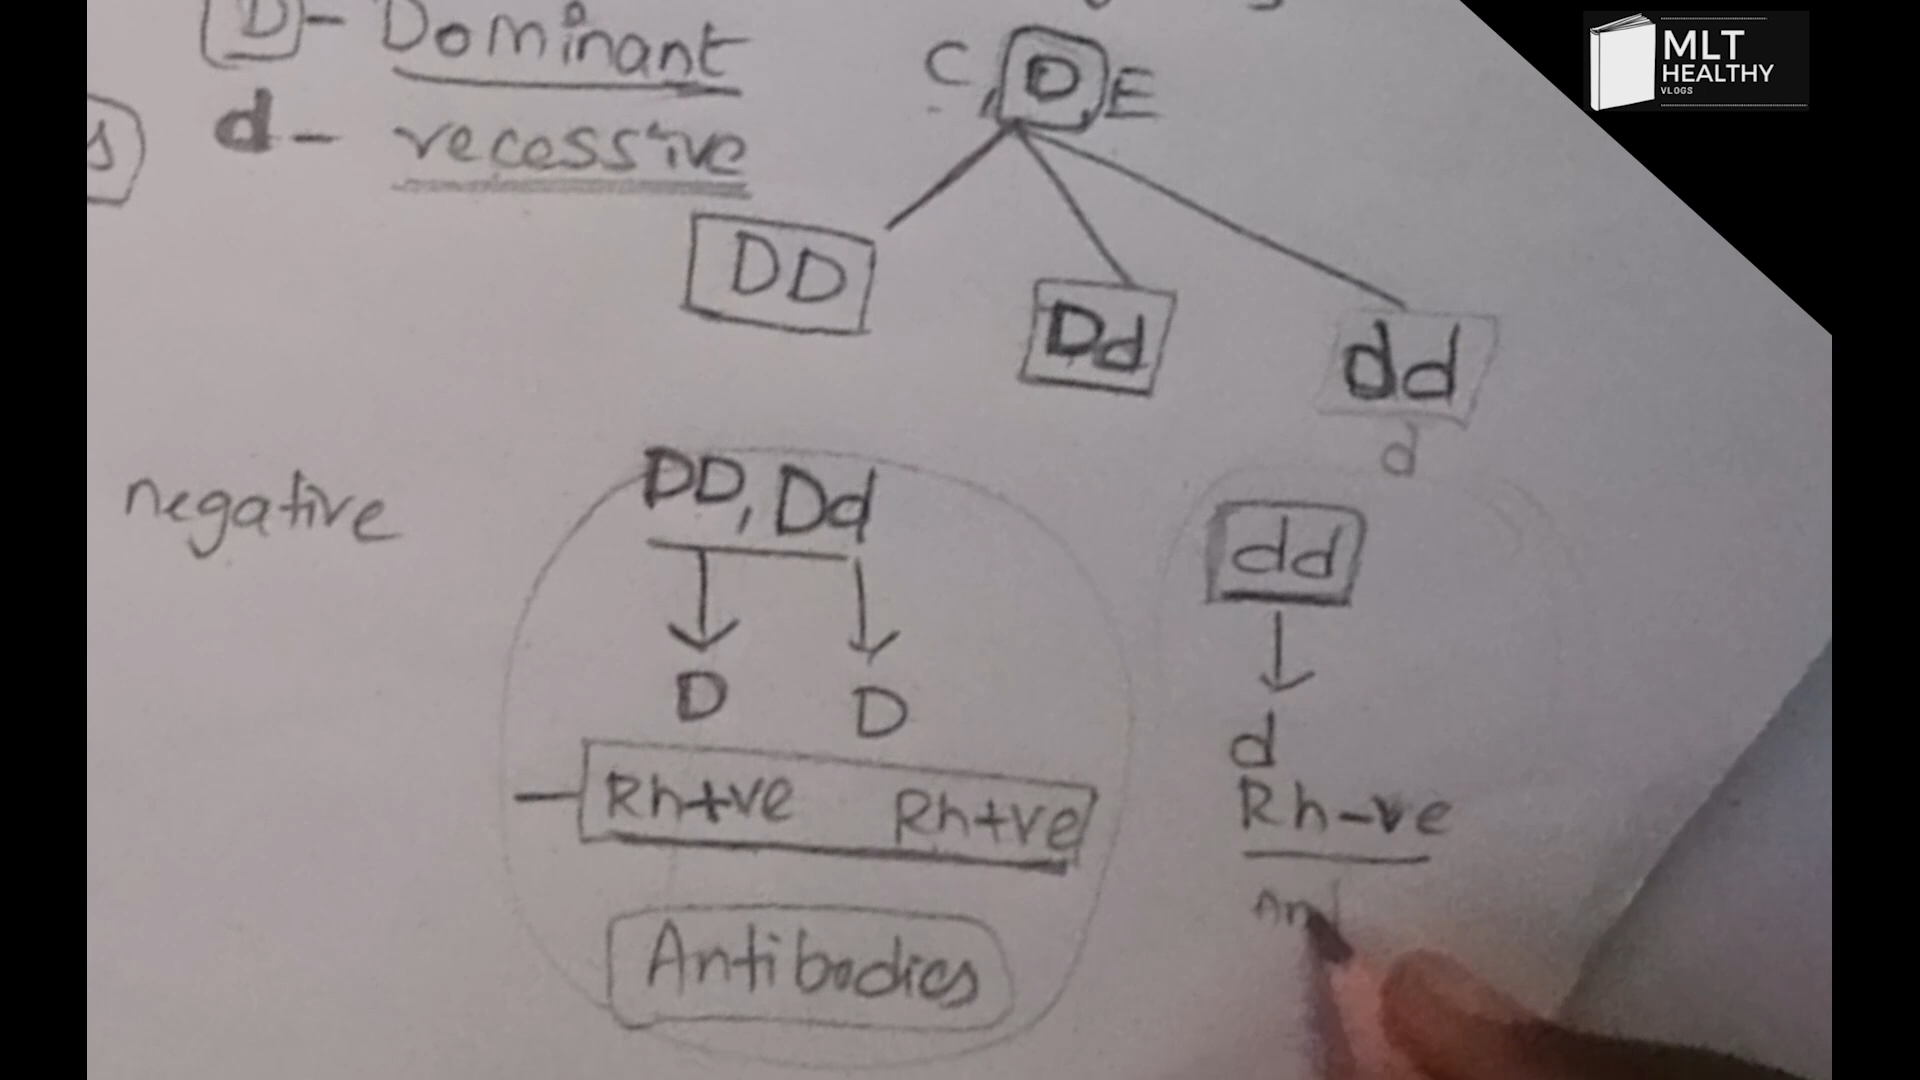 D - Dominant
d - recessive
C, D, E
DD
Dd
dd
d
negative
DD, Dd
D D
Rh+ve Rh+ve
Antibodies
dd
d
Rh-ve
MLT
HEALTHY
VLOGS